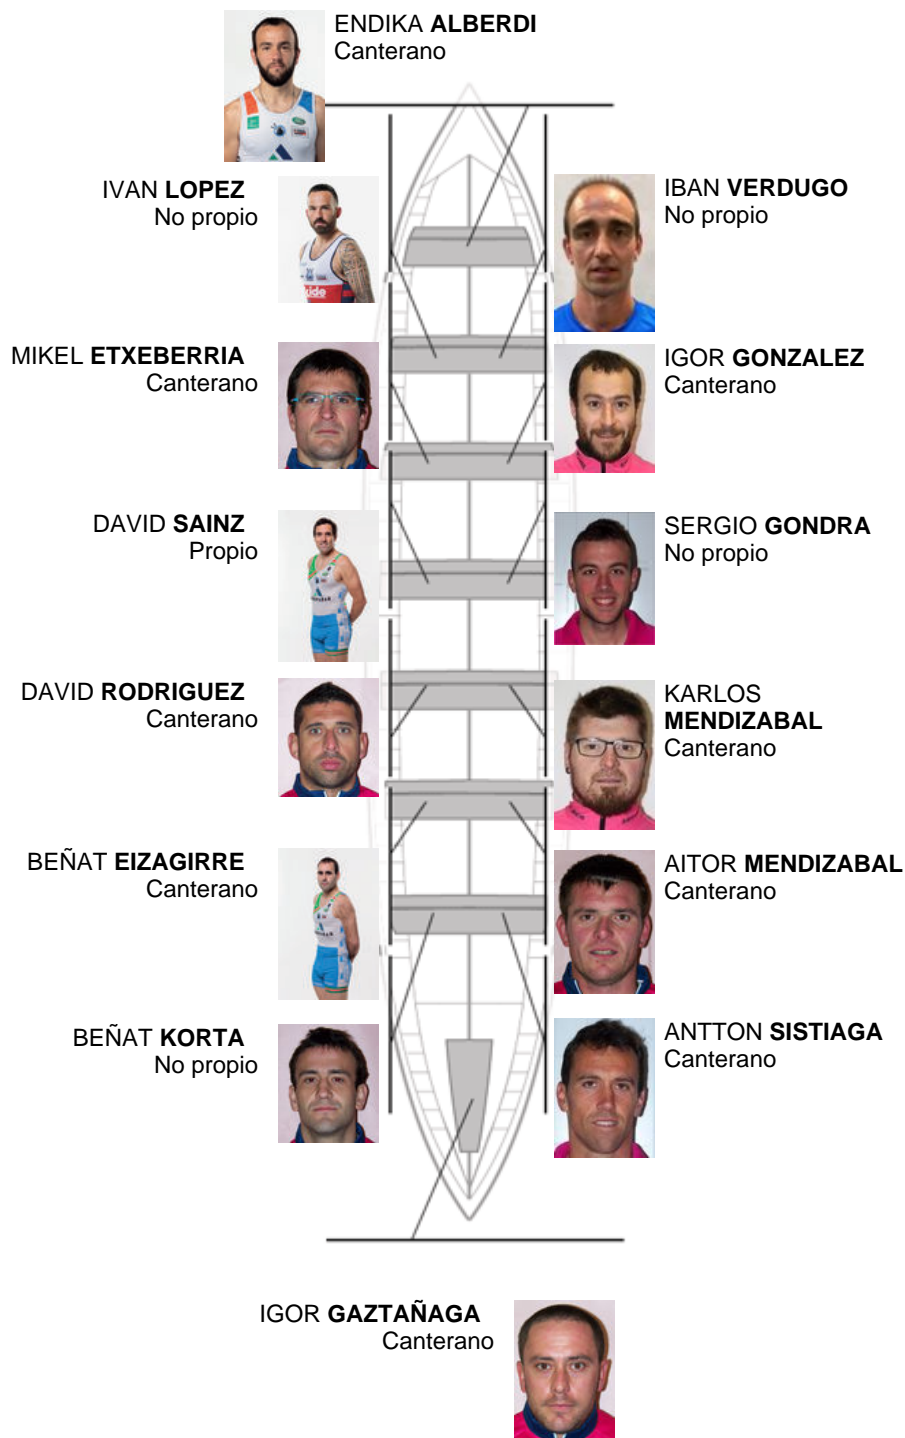 ENDIKA ALBERDI
Canterano
IVAN LOPEZ
No propio
IBAN VERDUGO
No propio
MIKEL ETXEBERRIA
Canterano
IGOR GONZALEZ
Canterano
DAVID SAINZ
Propio
SERGIO GONDRA
No propio
DAVID RODRIGUEZ
Canterano
KARLOS
MENDIZABAL
Canterano
BEÑAT EIZAGIRRE
Canterano
AITOR MENDIZABAL
Canterano
BEÑAT KORTA
No propio
ANTTON SISTIAGA
Canterano
IGOR GAZTAÑAGA
Canterano